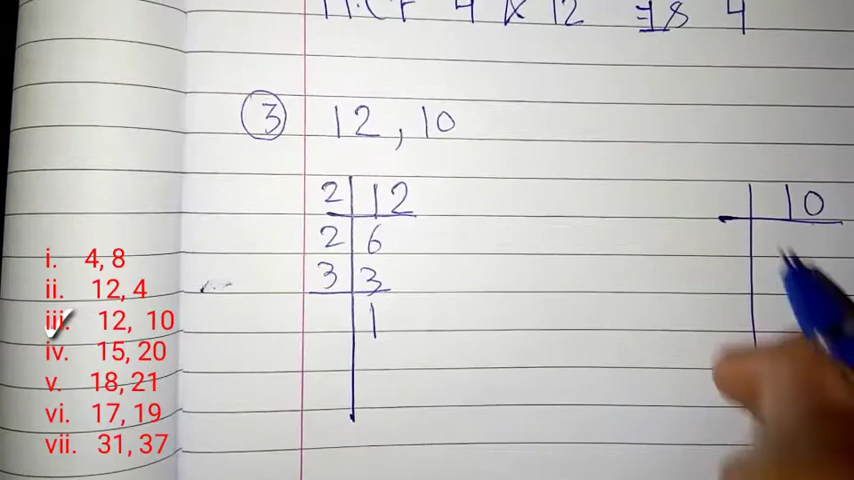 H.C.F 4 & 12 is 4
3 12, 10
2 12
2 6
3 3
1
10
i. 4, 8
ii. 12, 4
iii. 12, 10
iv. 15, 20
v. 18, 21
vi. 17, 19
vii. 31, 37